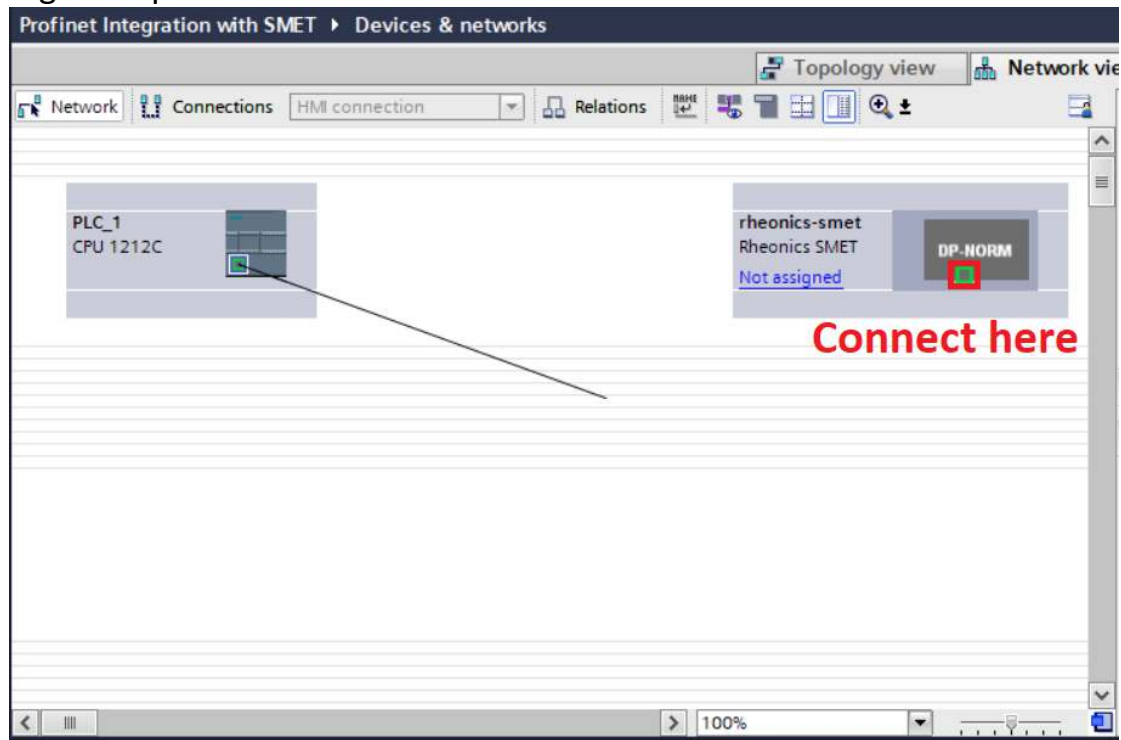 Profinet Integration with SMET ▸ Devices & networks
Topology view
Network vie
Network
Connections
HMI connection
Relations
PLC_1
CPU 1212C
rheonics-smet
Rheonics SMET
DP-NORM
Not assigned
Connect here
100%